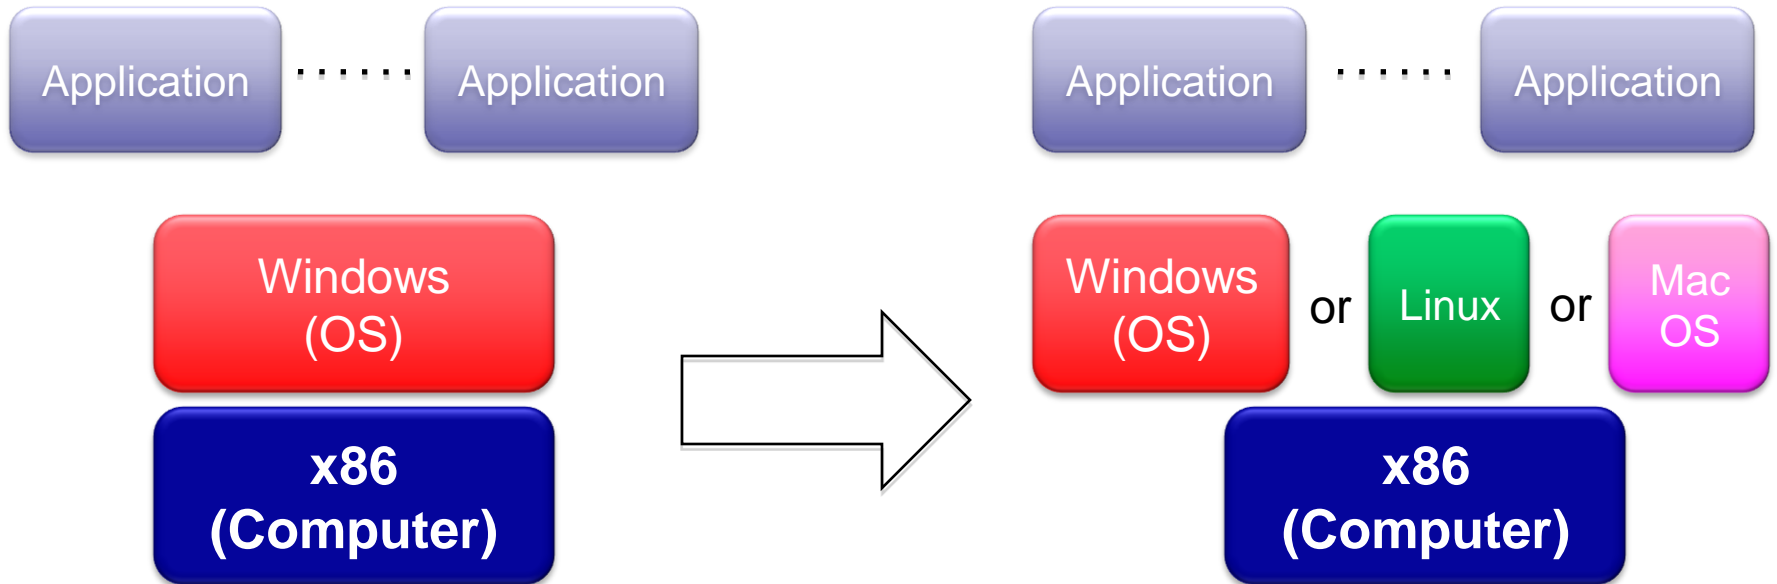 Application ...... Application
Windows
(OS)
x86
(Computer)
Application ...... Application
Windows
(OS)
or
Linux
or
Mac
OS
x86
(Computer)